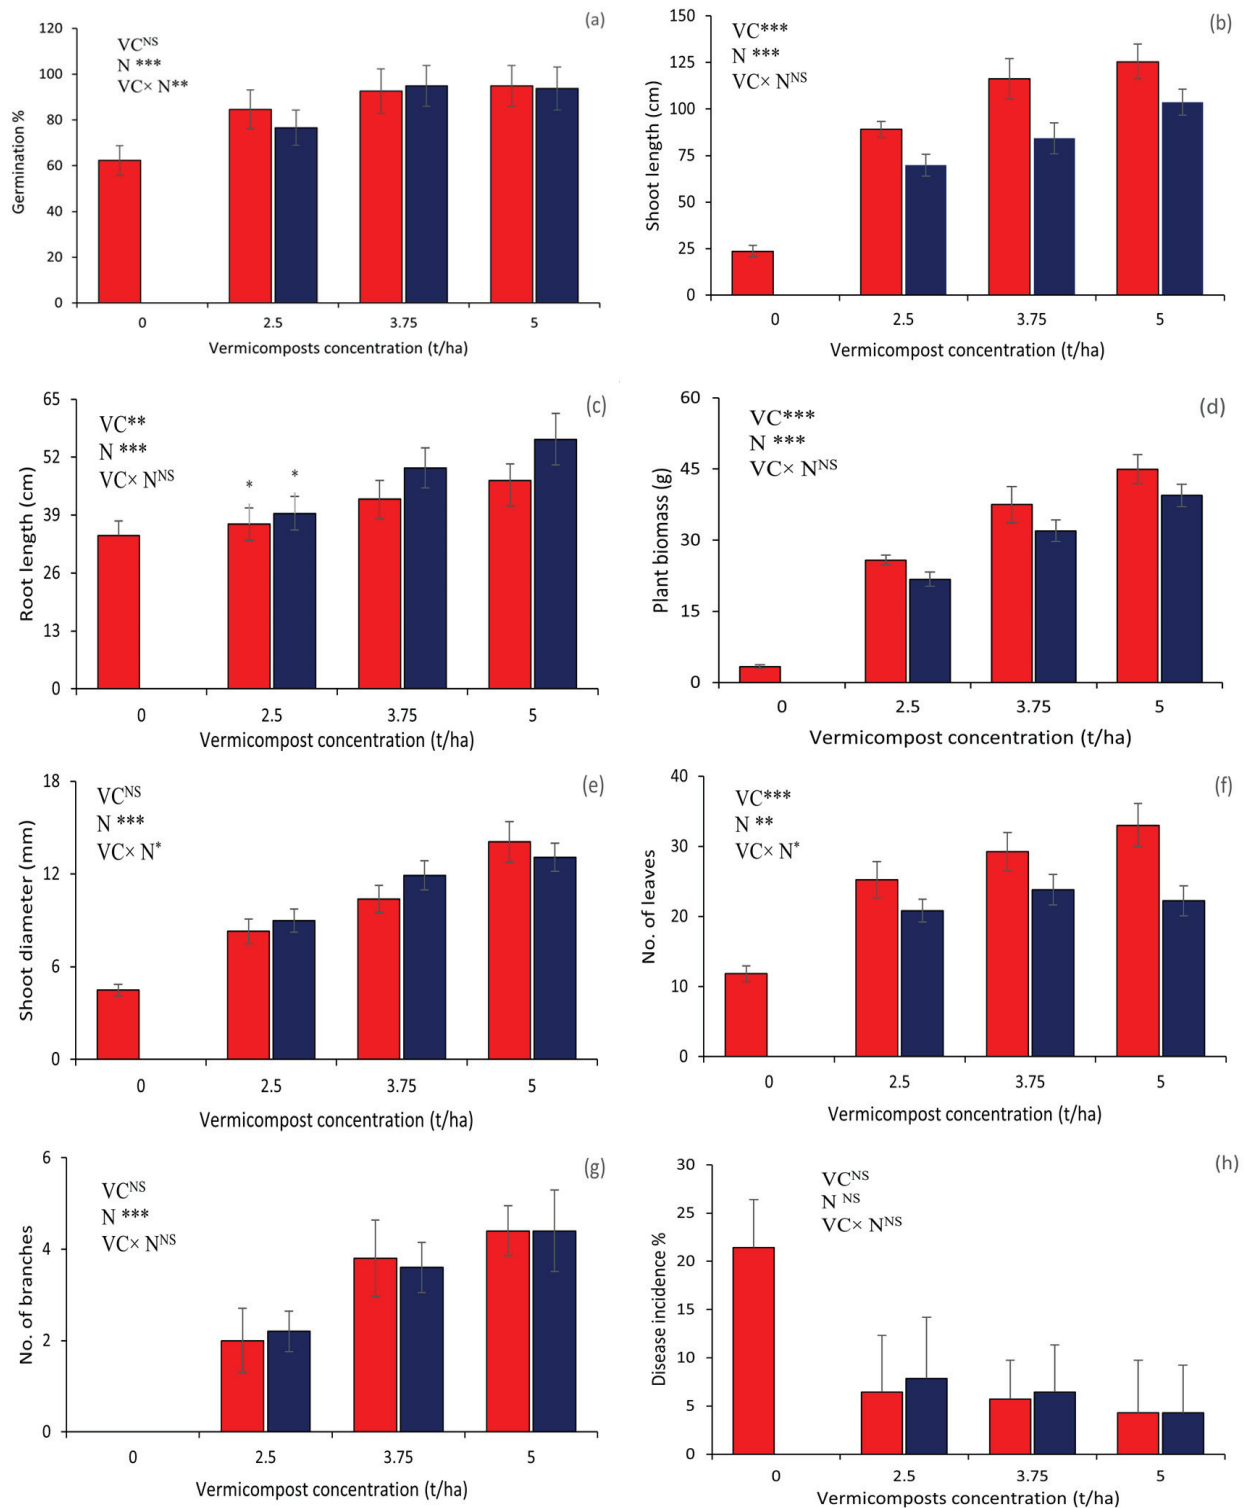 (a)
VCᴺˢ
N ***
VC× N**
120
100
80
60
40
20
0
Germination %
0 2.5 3.75 5
Vermicomposts concentration (t/ha)
(b)
VC***
N ***
VC× Nᴺˢ
150
125
100
75
50
25
0
Shoot length (cm)
0 2.5 3.75 5
Vermicompost concentration (t/ha)
(c)
VC**
N ***
VC× Nᴺˢ
* *
65
52
39
26
13
0
Root length (cm)
0 2.5 3.75 5
Vermicompost concentration (t/ha)
(d)
VC***
N ***
VC× Nᴺˢ
60
45
30
15
0
Plant biomass (g)
0 2.5 3.75 5
Vermicompost concentration (t/ha)
(e)
VCᴺˢ
N ***
VC× N*
18
12
6
0
Shoot diameter (mm)
0 2.5 3.75 5
Vermicompost concentration (t/ha)
(f)
VC***
N **
VC× N*
40
30
20
10
0
No. of leaves
0 2.5 3.75 5
Vermicompost concentration (t/ha)
(g)
VCᴺˢ
N ***
VC× Nᴺˢ
6
4
2
0
No. of branches
0 2.5 3.75 5
Vermicompost concentration (t/ha)
(h)
VCᴺˢ
N ᴺˢ
VC× Nᴺˢ
30
25
20
15
10
5
0
Disease incidence %
0 2.5 3.75 5
Vermicomposts concentration (t/ha)